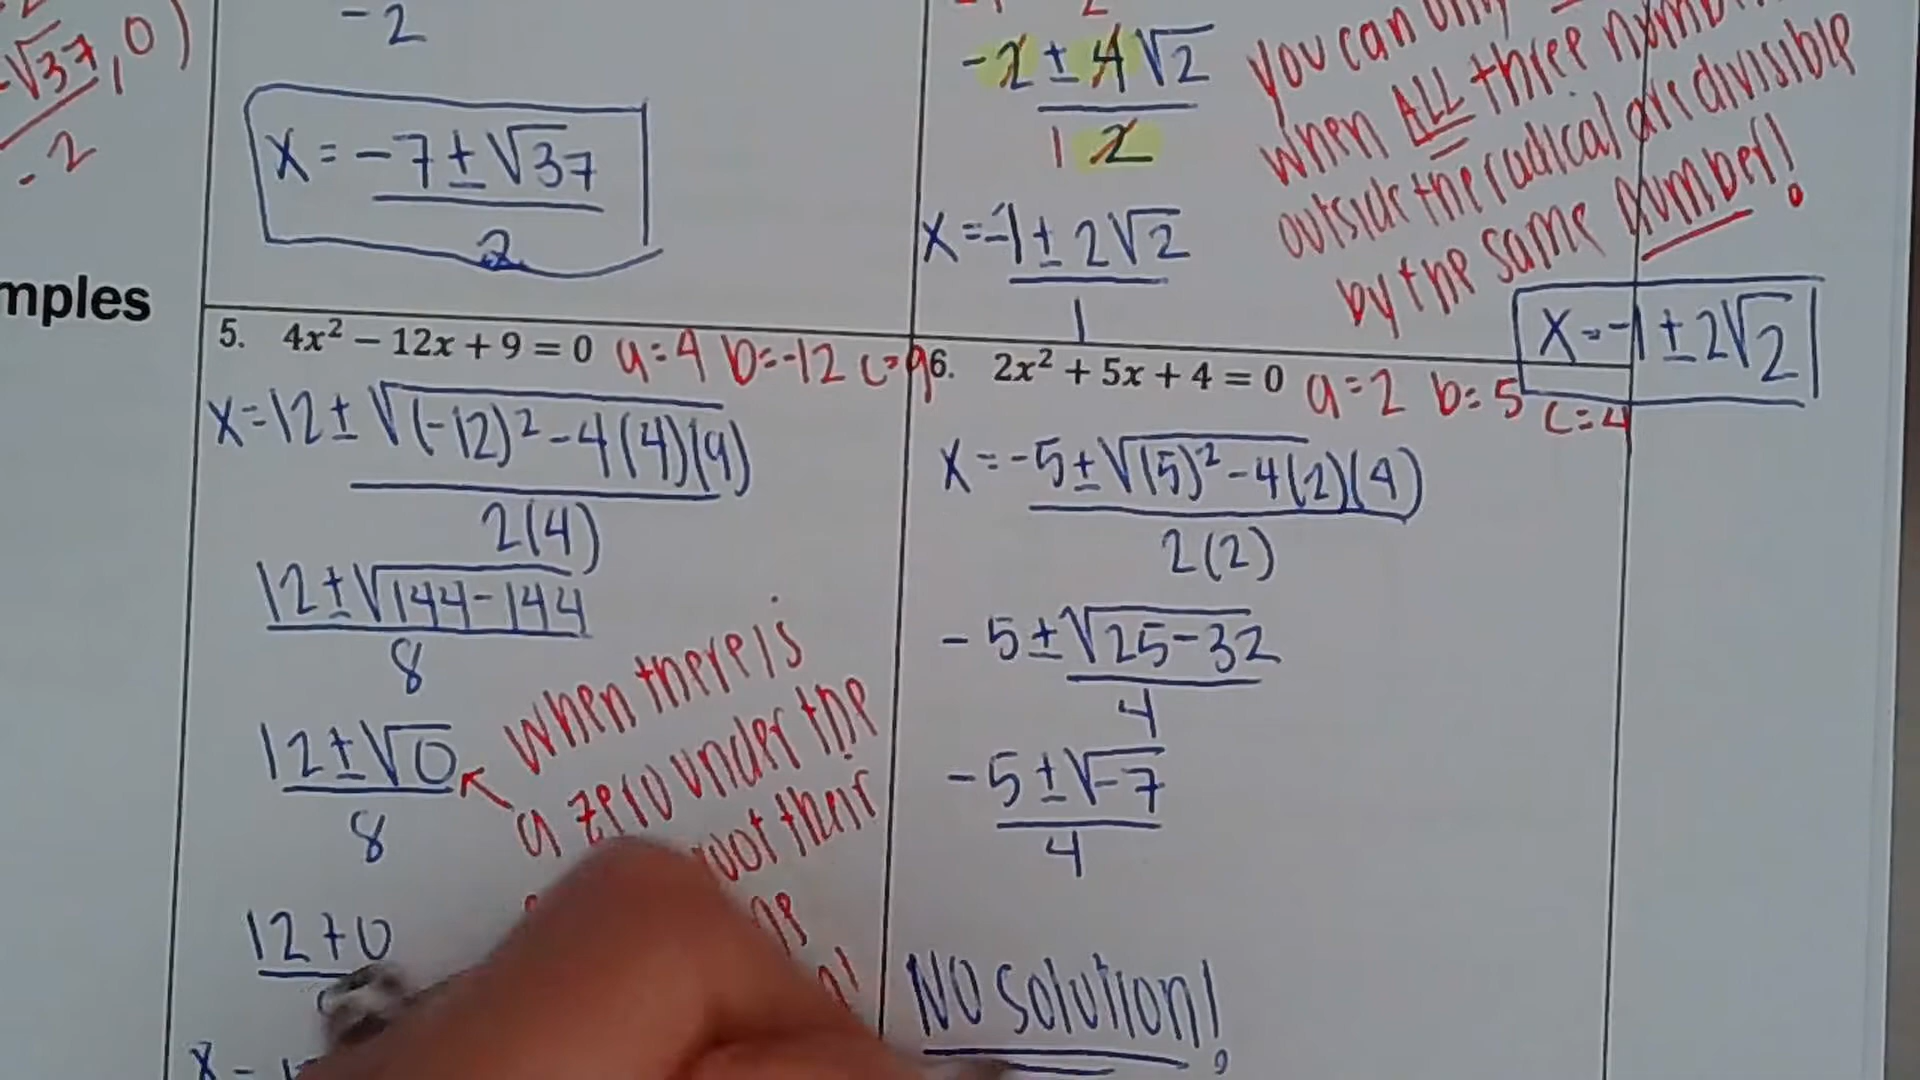 √37, 0)
-2
-2
x = -7 ± √37
2
-2 ± 4√2
1 2
x = -1 ± 2√2
1
you can only
when ALL three
outside the radical are divisible
by the same number!
x = -1 ± 2√2
mples
5. 4x² − 12x + 9 = 0 a=4 b=-12 c=9
x = 12 ± √(-12)² - 4(4)(9)
2(4)
12 ± √144-144
8
12 ± √0
8
12+0
when there is
a zero under the
their
6. 2x² + 5x + 4 = 0 a=2 b=5 c=4
x = -5 ± √(5)² - 4(2)(4)
2(2)
-5 ± √25-32
4
-5 ± √-7
4
NO solution!